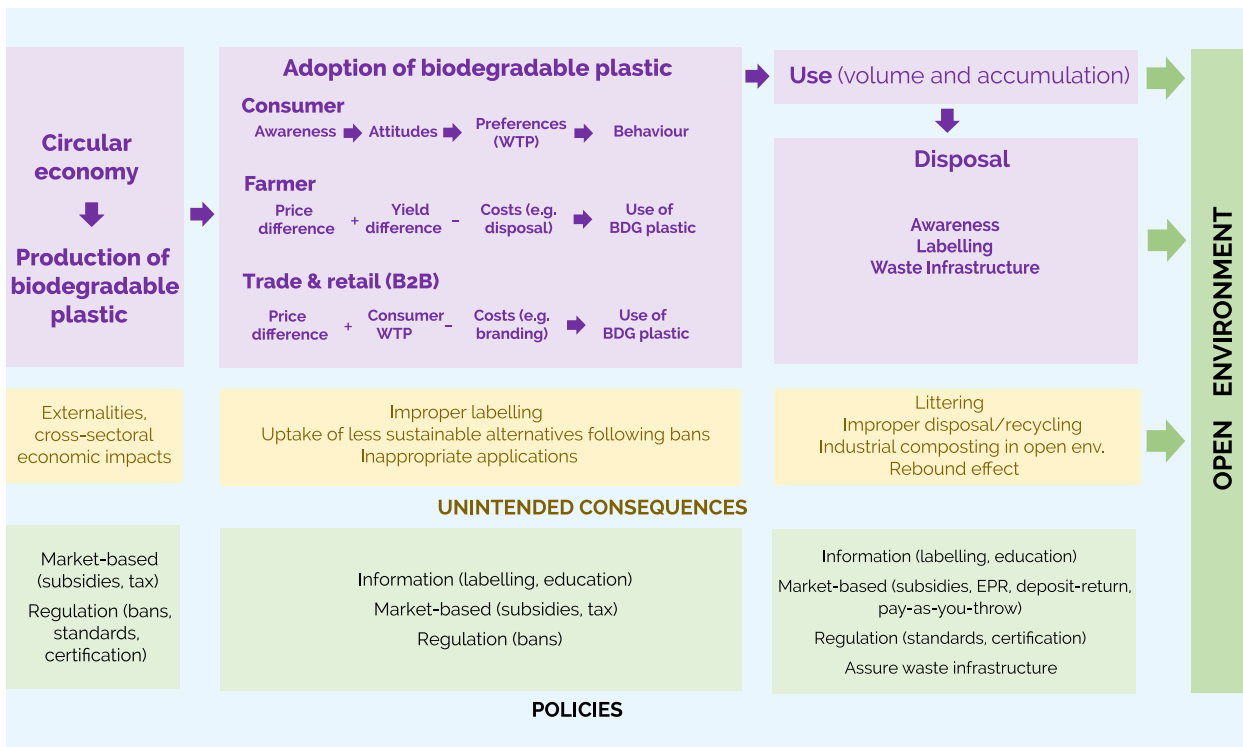 Circular
economy
Production of
biodegradable
plastic
Adoption of biodegradable plastic
Consumer
Awareness
Attitudes
Preferences
(WTP)
Behaviour
Farmer
Price
difference
+
Yield
difference
–
Costs (e.g.
disposal)
Use of
BDG plastic
Trade & retail (B2B)
Price
difference
+
Consumer
WTP
–
Costs (e.g.
branding)
Use of
BDG plastic
Use (volume and accumulation)
Disposal
Awareness
Labelling
Waste Infrastructure
OPEN ENVIRONMENT
Externalities,
cross-sectoral
economic impacts
Improper labelling
Uptake of less sustainable alternatives following bans
Inappropriate applications
Littering
Improper disposal/recycling
Industrial composting in open env.
Rebound effect
UNINTENDED CONSEQUENCES
Market-based
(subsidies, tax)
Regulation (bans,
standards,
certification)
Information (labelling, education)
Market-based (subsidies, tax)
Regulation (bans)
Information (labelling, education)
Market-based (subsidies, EPR, deposit-return,
pay-as-you-throw)
Regulation (standards, certification)
Assure waste infrastructure
POLICIES